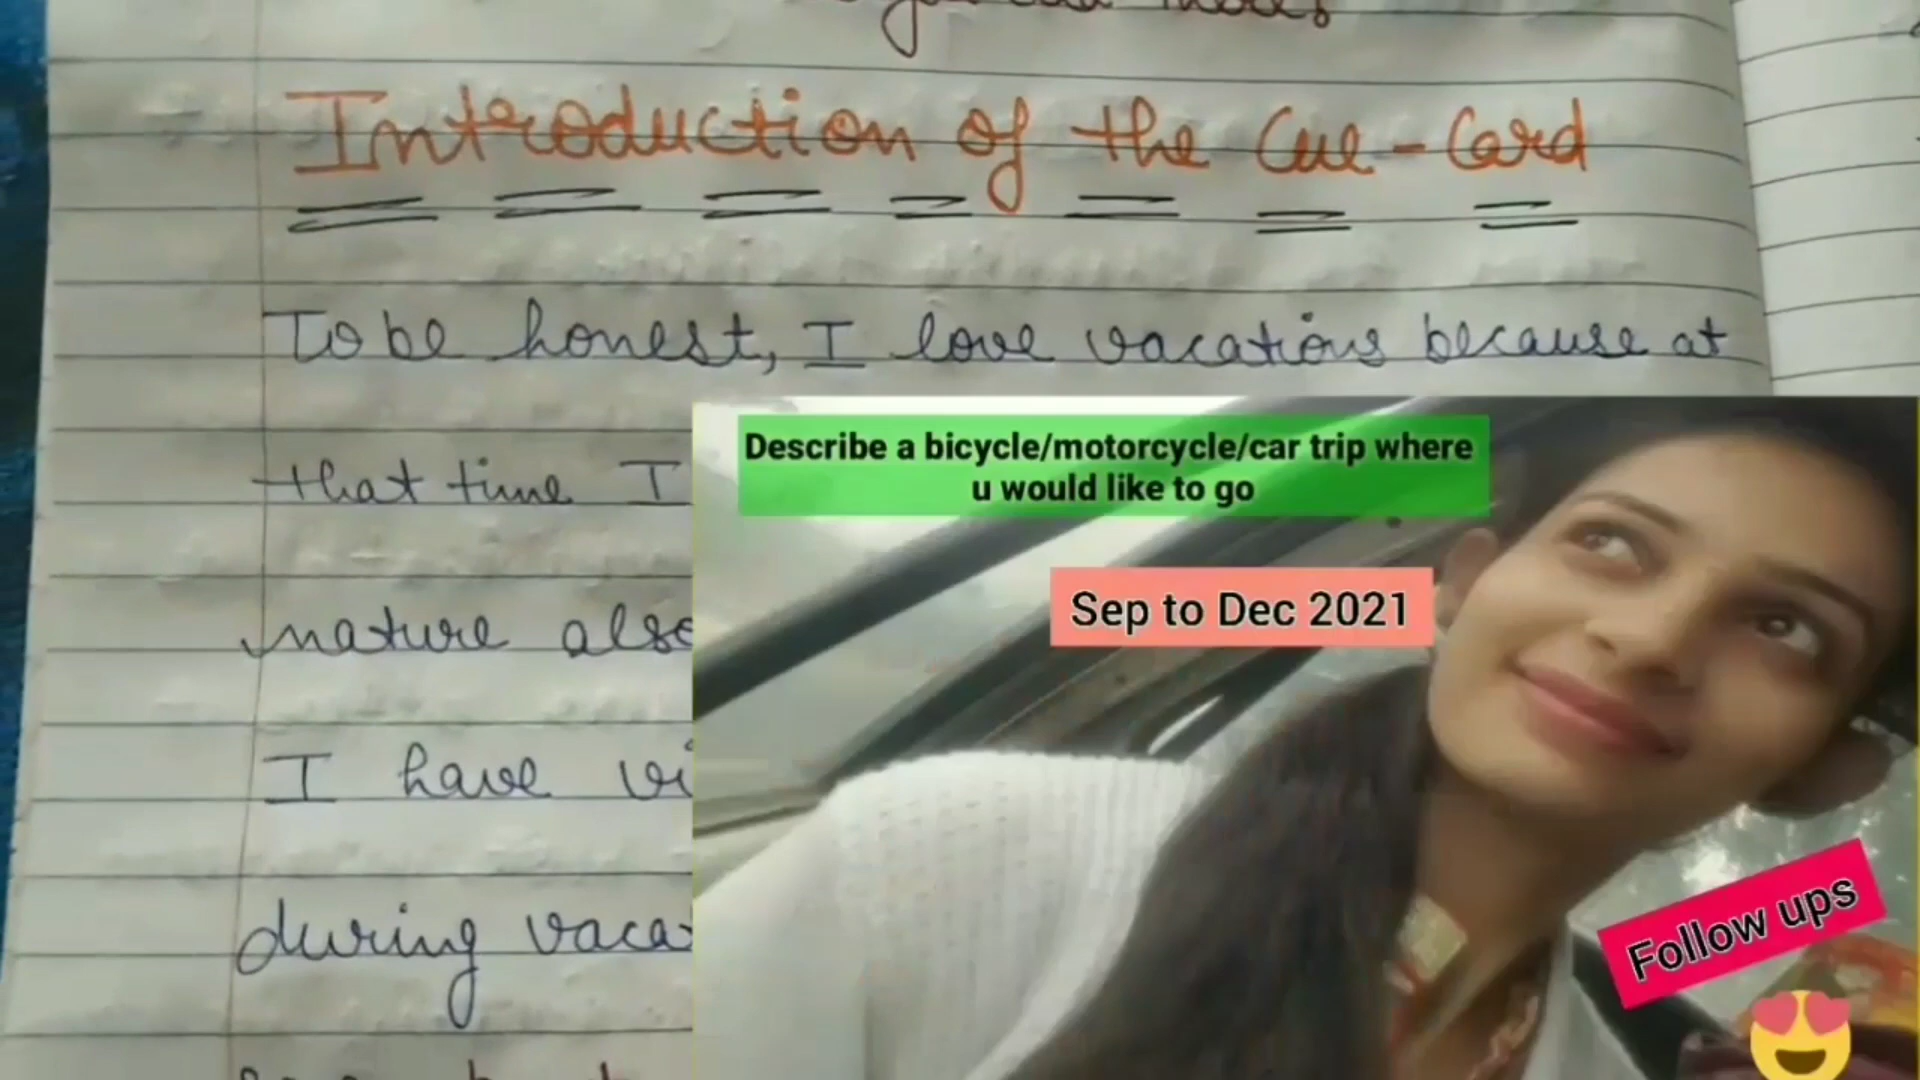 Introduction of the Cue-Card
To be honest, I love vacations because at
that time I
nature also
I have vi
during vaca
Describe a bicycle/motorcycle/car trip where
u would like to go
Sep to Dec 2021
Follow ups